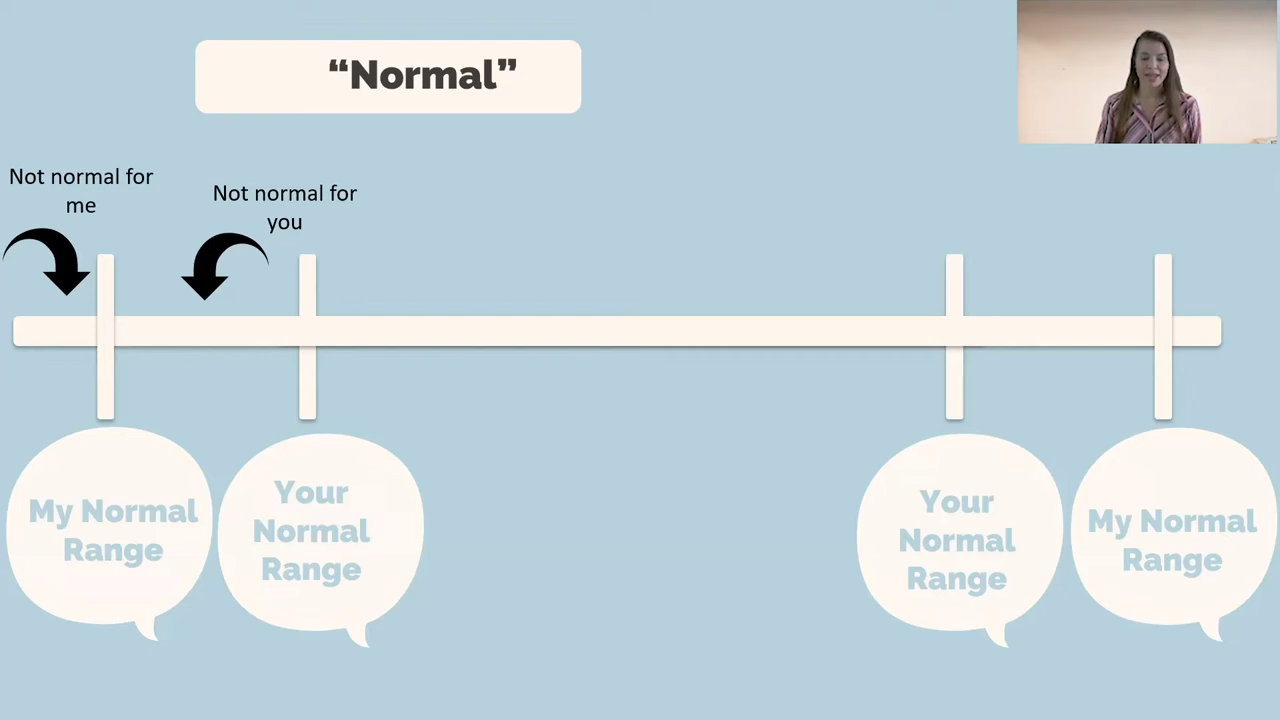 “Normal”
Not normal for
me
Not normal for
you
My Normal
Range
Your
Normal
Range
Your
Normal
Range
My Normal
Range